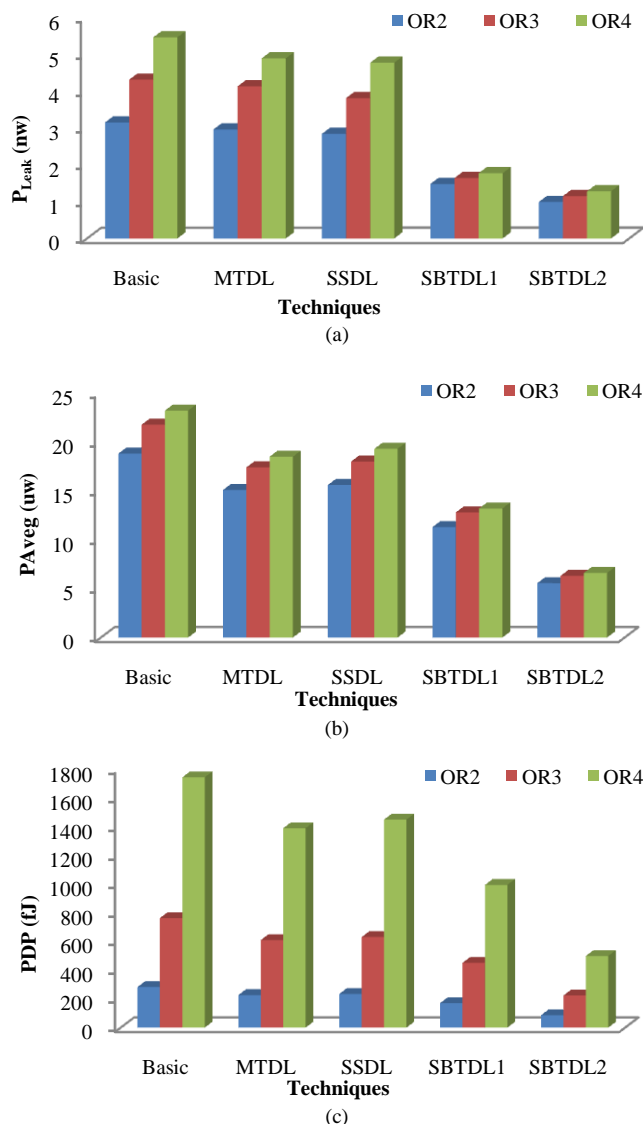 OR2 OR3 OR4
6
5
4
3
2
1
0
P_Leak (nw)
Basic MTDL SSDL SBTDL1 SBTDL2
Techniques
(a)
OR2 OR3 OR4
25
20
15
10
5
0
PAveg (uw)
Basic MTDL SSDL SBTDL1 SBTDL2
Techniques
(b)
OR2 OR3 OR4
1800
1600
1400
1200
1000
800
600
400
200
0
PDP (fJ)
Basic MTDL SSDL SBTDL1 SBTDL2
Techniques
(c)